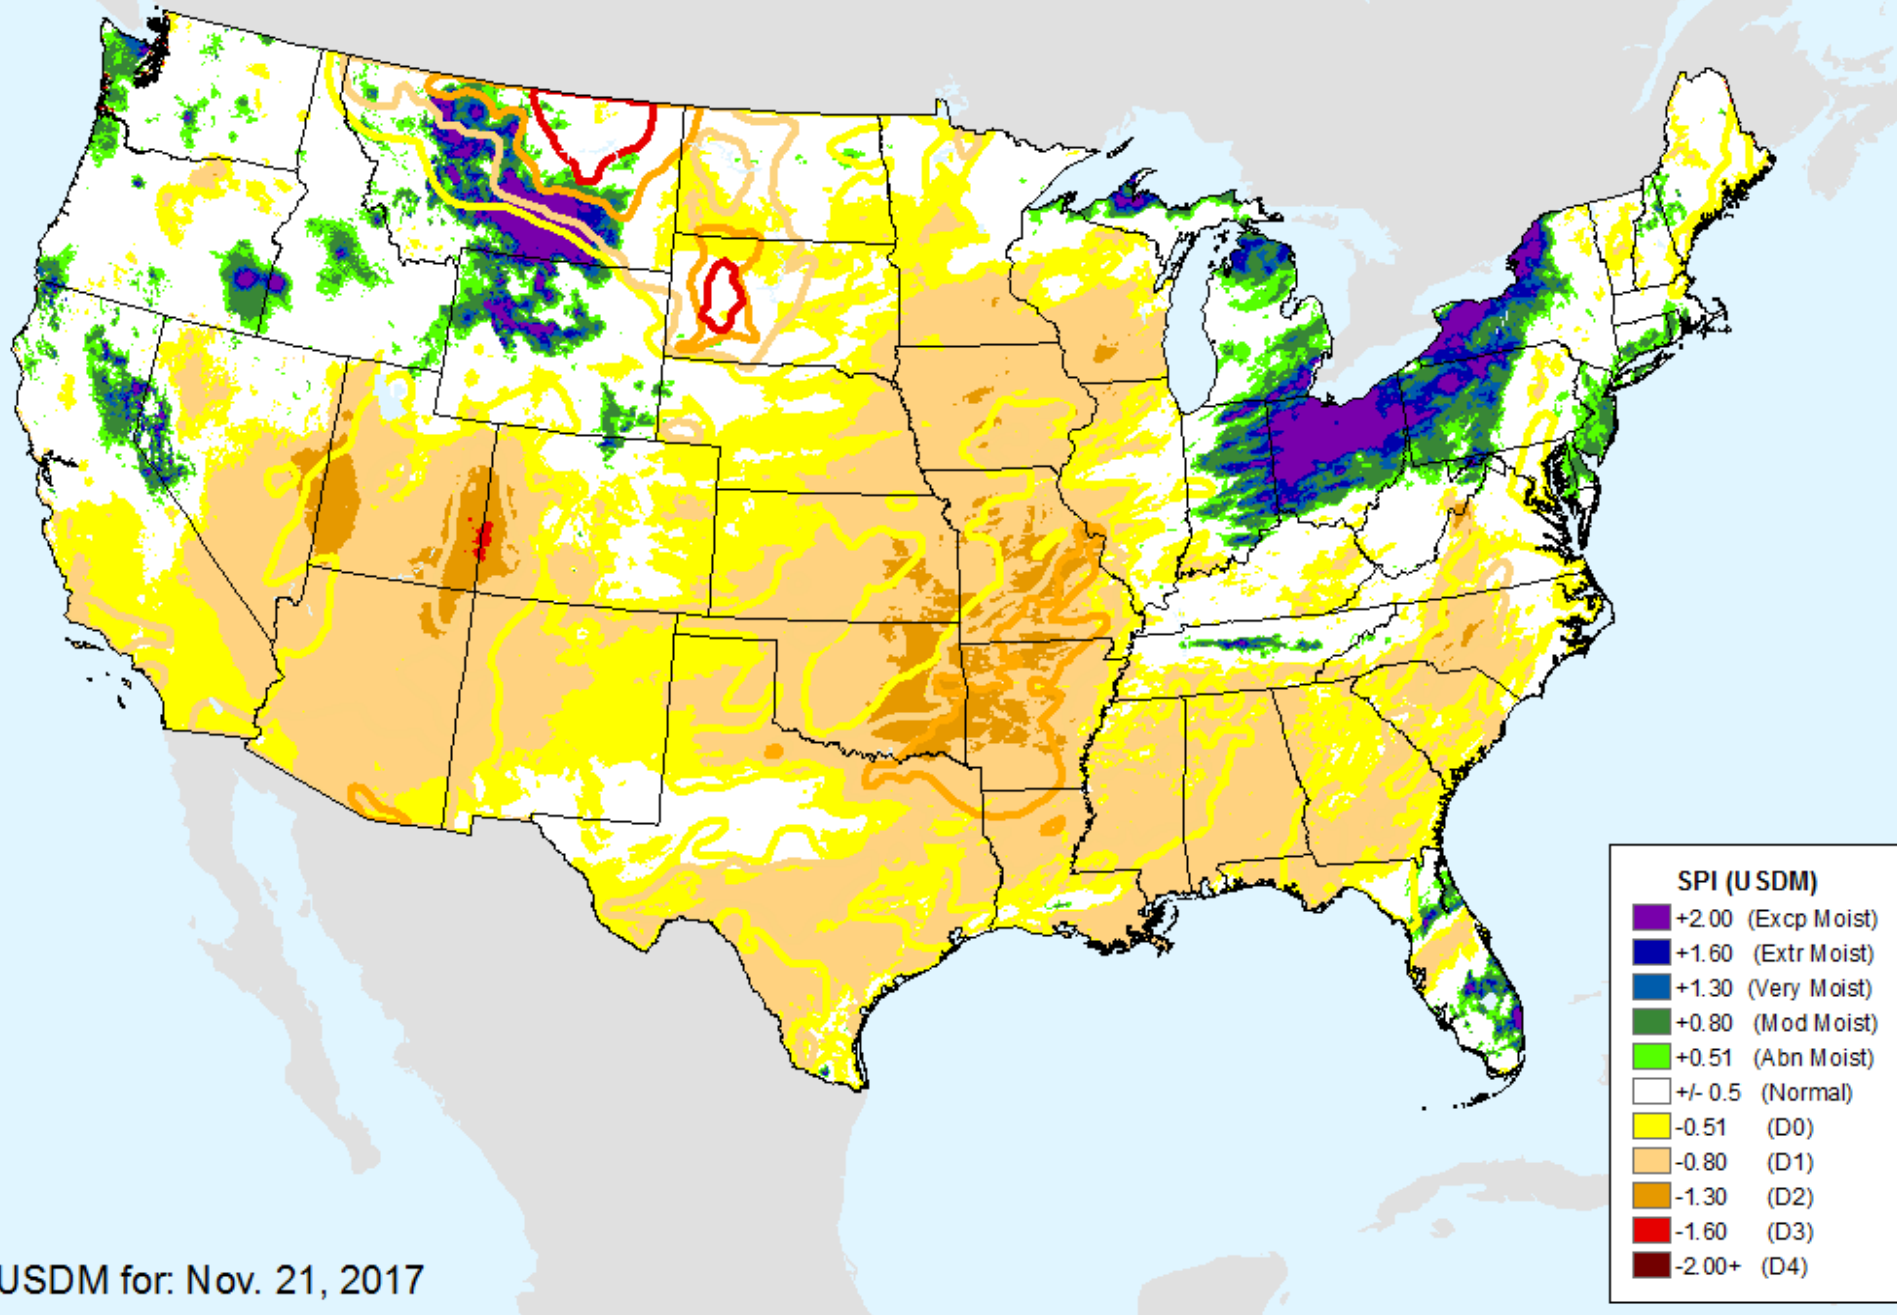 SPI (USDM)
+2.00 (Excp Moist)
+1.60 (Extr Moist)
+1.30 (Very Moist)
+0.80 (Mod Moist)
+0.51 (Abn Moist)
+/- 0.5 (Normal)
-0.51 (D0)
-0.80 (D1)
-1.30 (D2)
-1.60 (D3)
-2.00+ (D4)
USDM for: Nov. 21, 2017